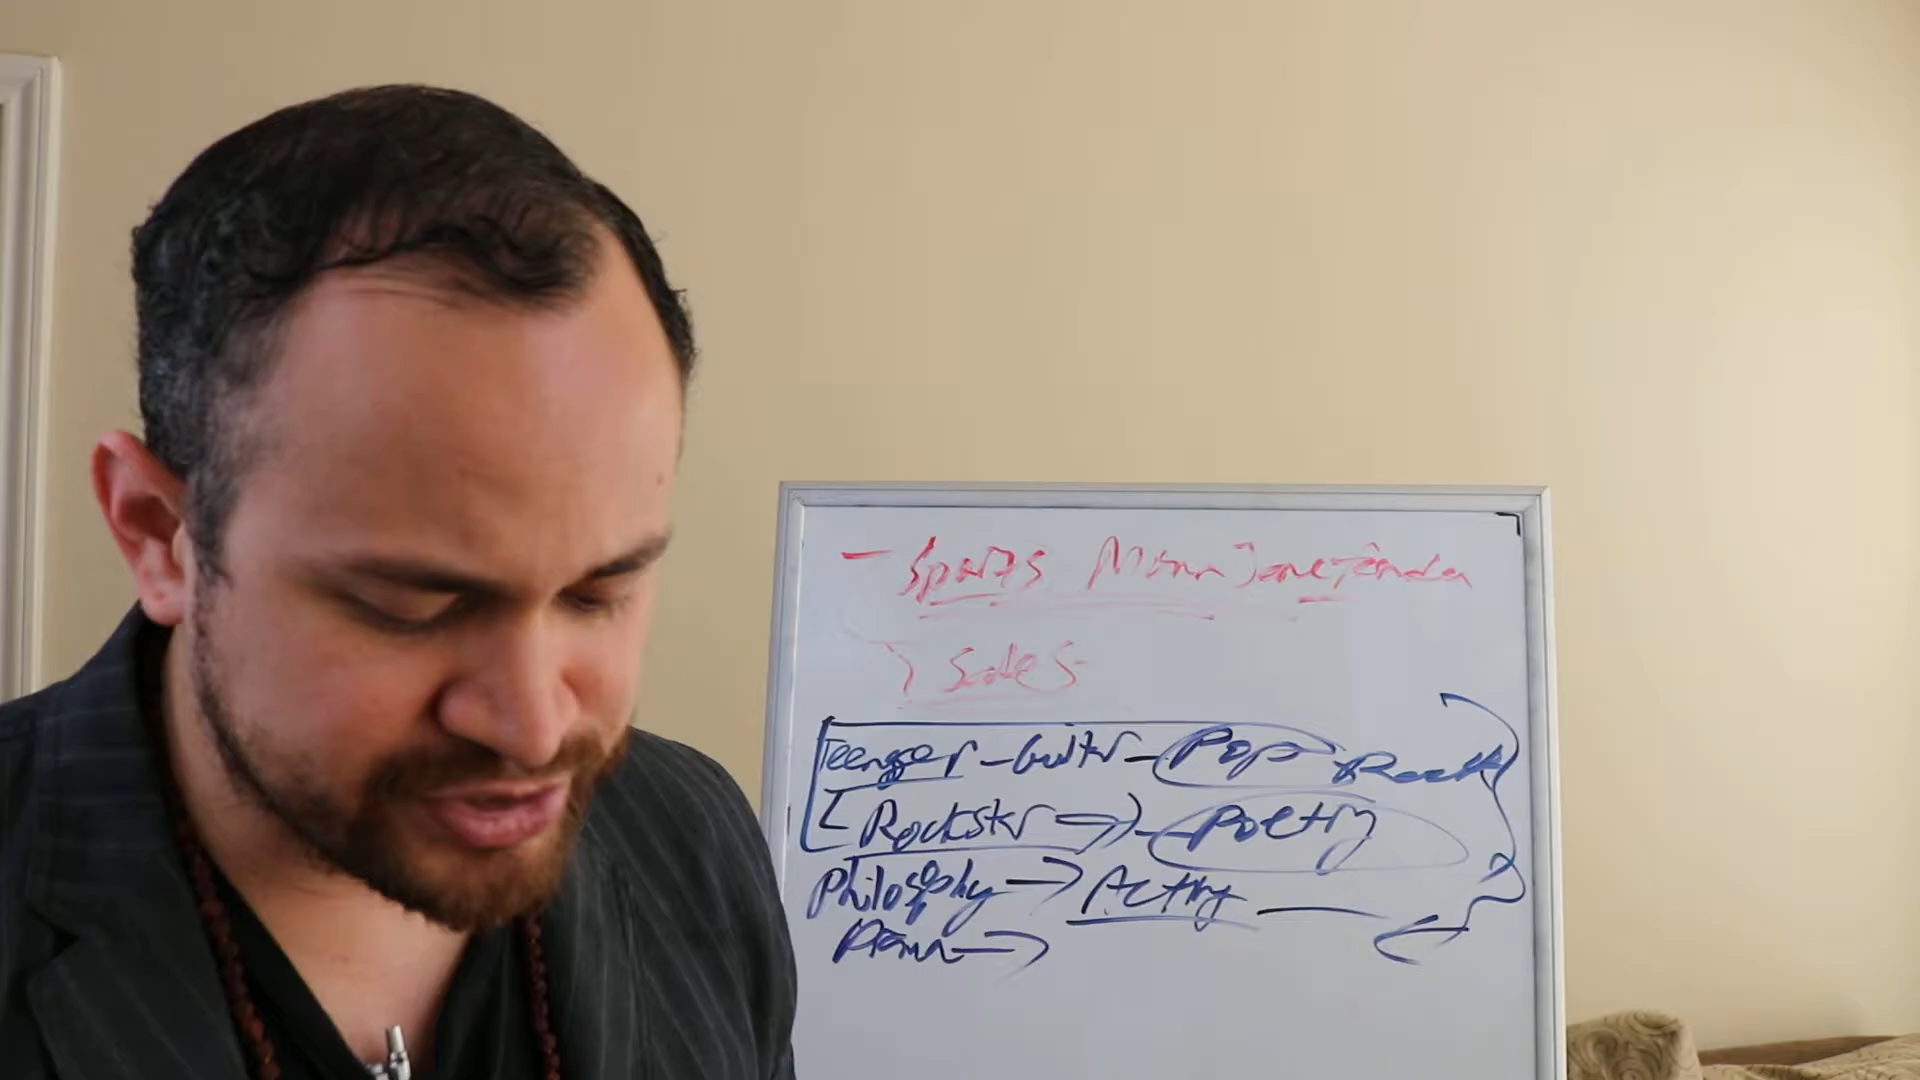 - Sports
Sales
Teenager - Guitar - Pop Rock
[Rockstar →) - Poetry
Philosophy → Acting